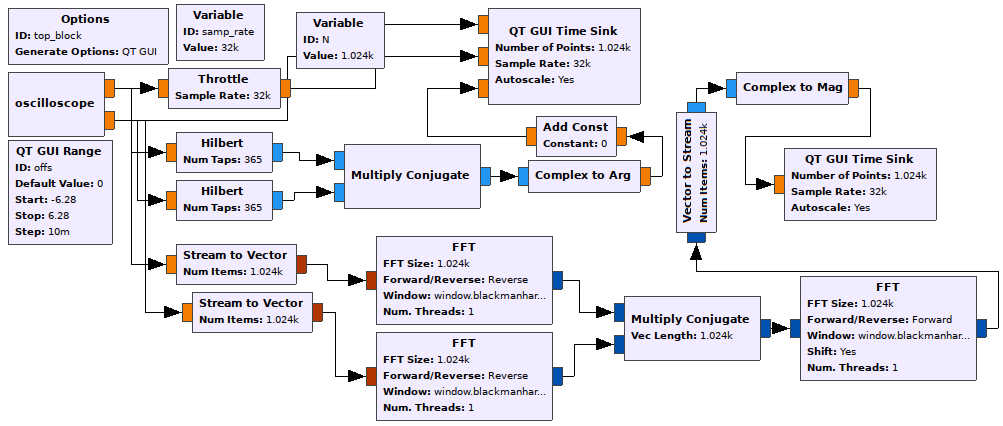 Options
ID: top_block
Generate Options: QT GUI
Variable
ID: samp_rate
Value: 32k
Variable
ID: N
Value: 1.024k
QT GUI Time Sink
Number of Points: 1.024k
Sample Rate: 32k
Autoscale: Yes
oscilloscope
Throttle
Sample Rate: 32k
Complex to Mag
Add Const
Constant: 0
QT GUI Range
ID: offs
Default Value: 0
Start: -6.28
Stop: 6.28
Step: 10m
Hilbert
Num Taps: 365
Hilbert
Num Taps: 365
Multiply Conjugate
Complex to Arg
Vector to Stream
Num Items: 1.024k
QT GUI Time Sink
Number of Points: 1.024k
Sample Rate: 32k
Autoscale: Yes
Stream to Vector
Num Items: 1.024k
Stream to Vector
Num Items: 1.024k
FFT
FFT Size: 1.024k
Forward/Reverse: Reverse
Window: window.blackmanhar...
Num. Threads: 1
FFT
FFT Size: 1.024k
Forward/Reverse: Reverse
Window: window.blackmanhar...
Num. Threads: 1
Multiply Conjugate
Vec Length: 1.024k
FFT
FFT Size: 1.024k
Forward/Reverse: Forward
Window: window.blackmanhar...
Shift: Yes
Num. Threads: 1